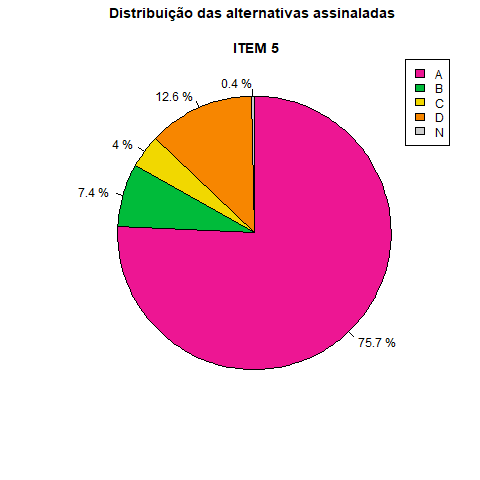 Distribuição das alternativas assinaladas
ITEM 5
A
B
C
D
N
0.4 %
12.6 %
4 %
7.4 %
75.7 %